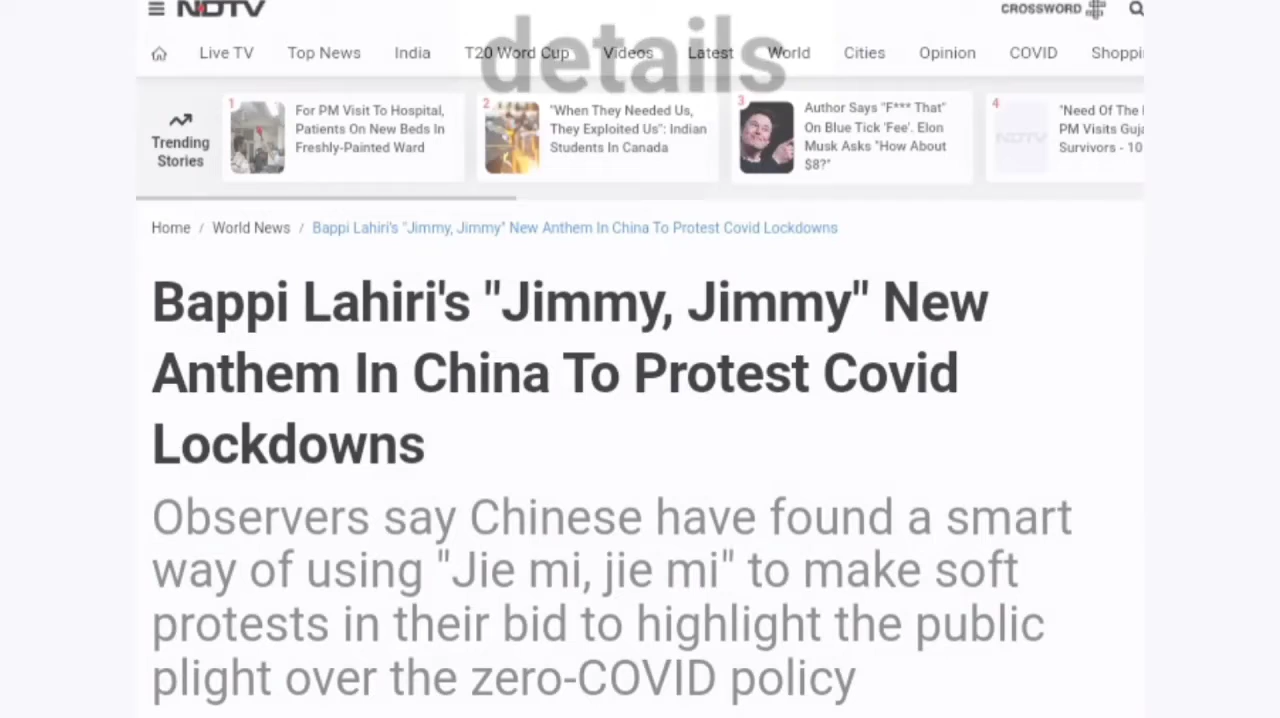 NDTV
CROSSWORD
details
Live TV Top News India T20 Word Cup Videos Latest World Cities Opinion COVID Shoppi
Trending
Stories
1
For PM Visit To Hospital,
Patients On New Beds In
Freshly-Painted Ward
2
"When They Needed Us,
They Exploited Us": Indian
Students In Canada
3
Author Says "F*** That"
On Blue Tick 'Fee'. Elon
Musk Asks "How About
$8?"
4
NDTV
"Need Of The
PM Visits Guj
Survivors - 10
Home / World News / Bappi Lahiri's "Jimmy, Jimmy" New Anthem In China To Protest Covid Lockdowns
Bappi Lahiri's "Jimmy, Jimmy" New
Anthem In China To Protest Covid
Lockdowns
Observers say Chinese have found a smart
way of using "Jie mi, jie mi" to make soft
protests in their bid to highlight the public
plight over the zero-COVID policy